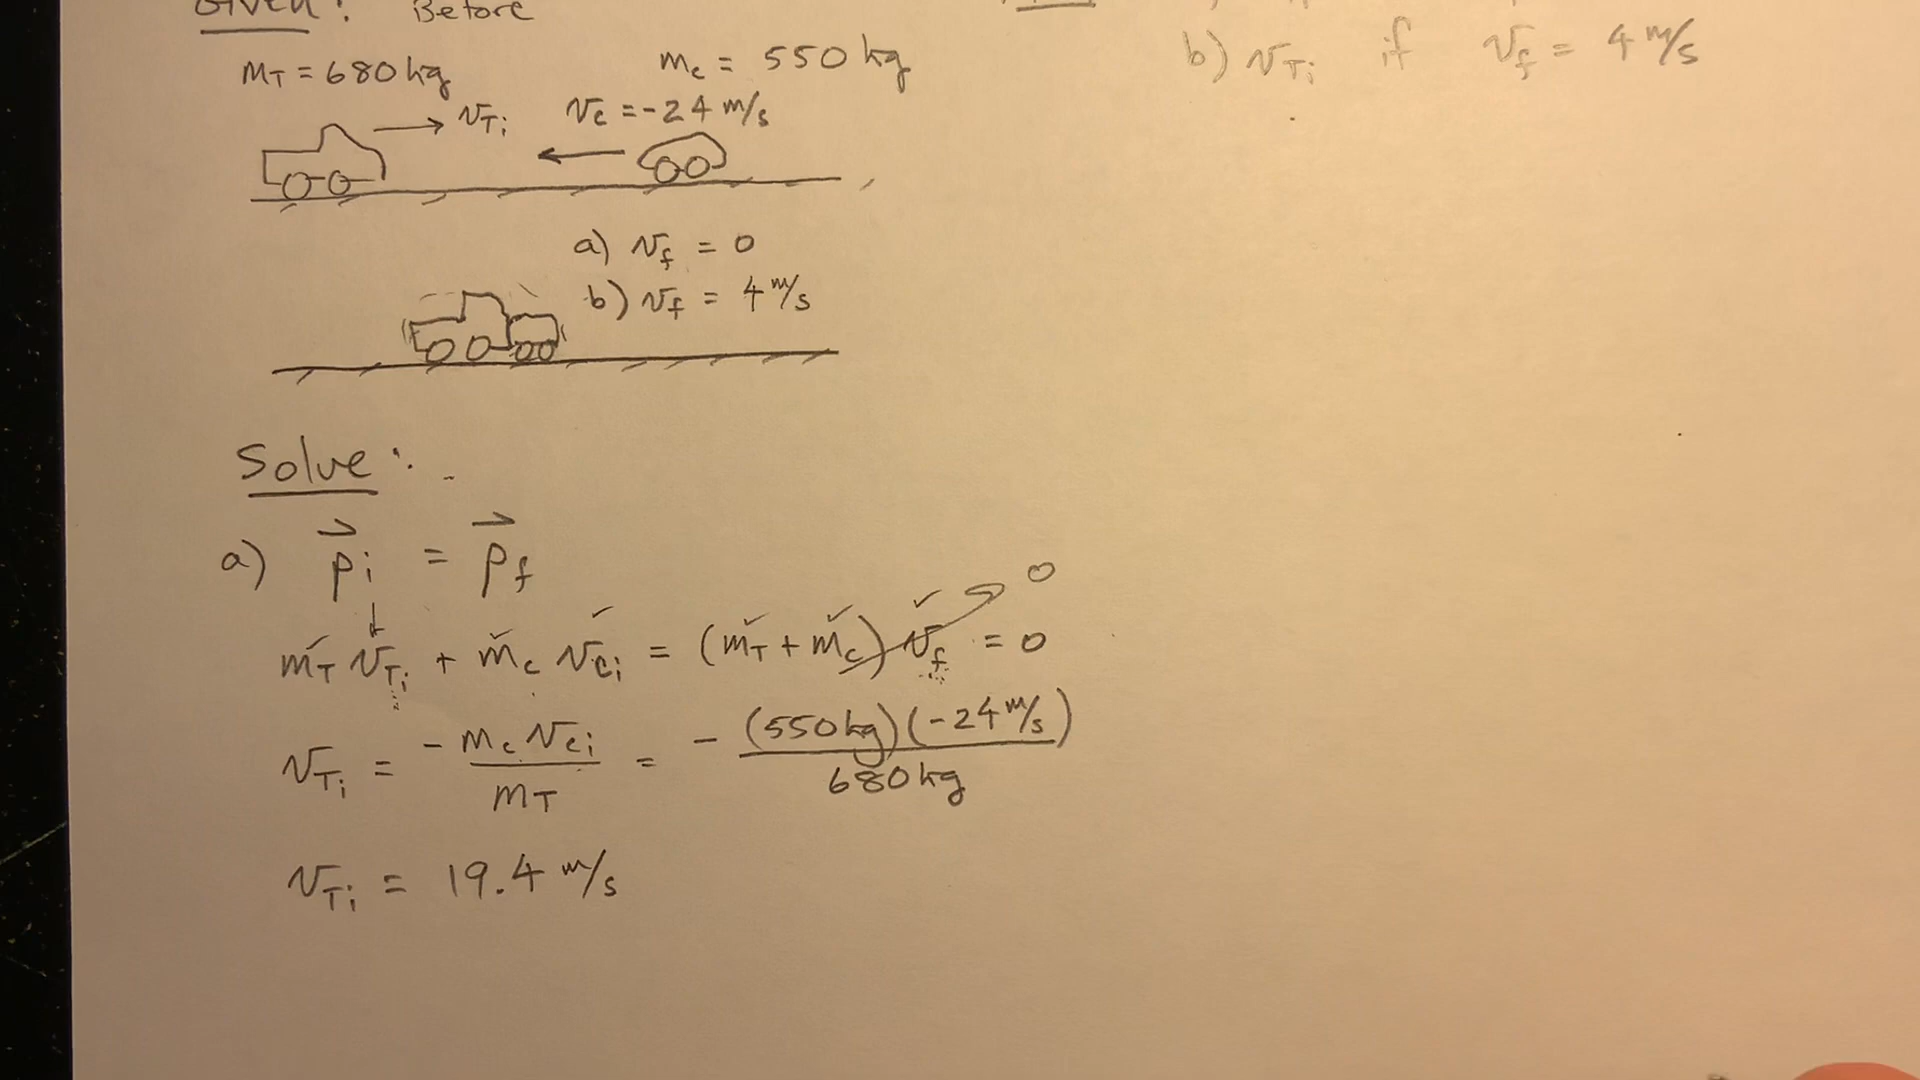 Given: Before
m_T = 680 kg
m_c = 550 kg
v_Ti
v_c = -24 m/s
b) v_Ti if v_f = 4 m/s
a) v_f = 0
b) v_f = 4 m/s
Solve:
a) p⃗_i = p⃗_f
m_T v_Ti + m_c v_ci = (m_T + m_c) v_f = 0
0
v_Ti = -m_c v_ci / m_T = - (550 kg)(-24 m/s) / 680 kg
v_Ti = 19.4 m/s